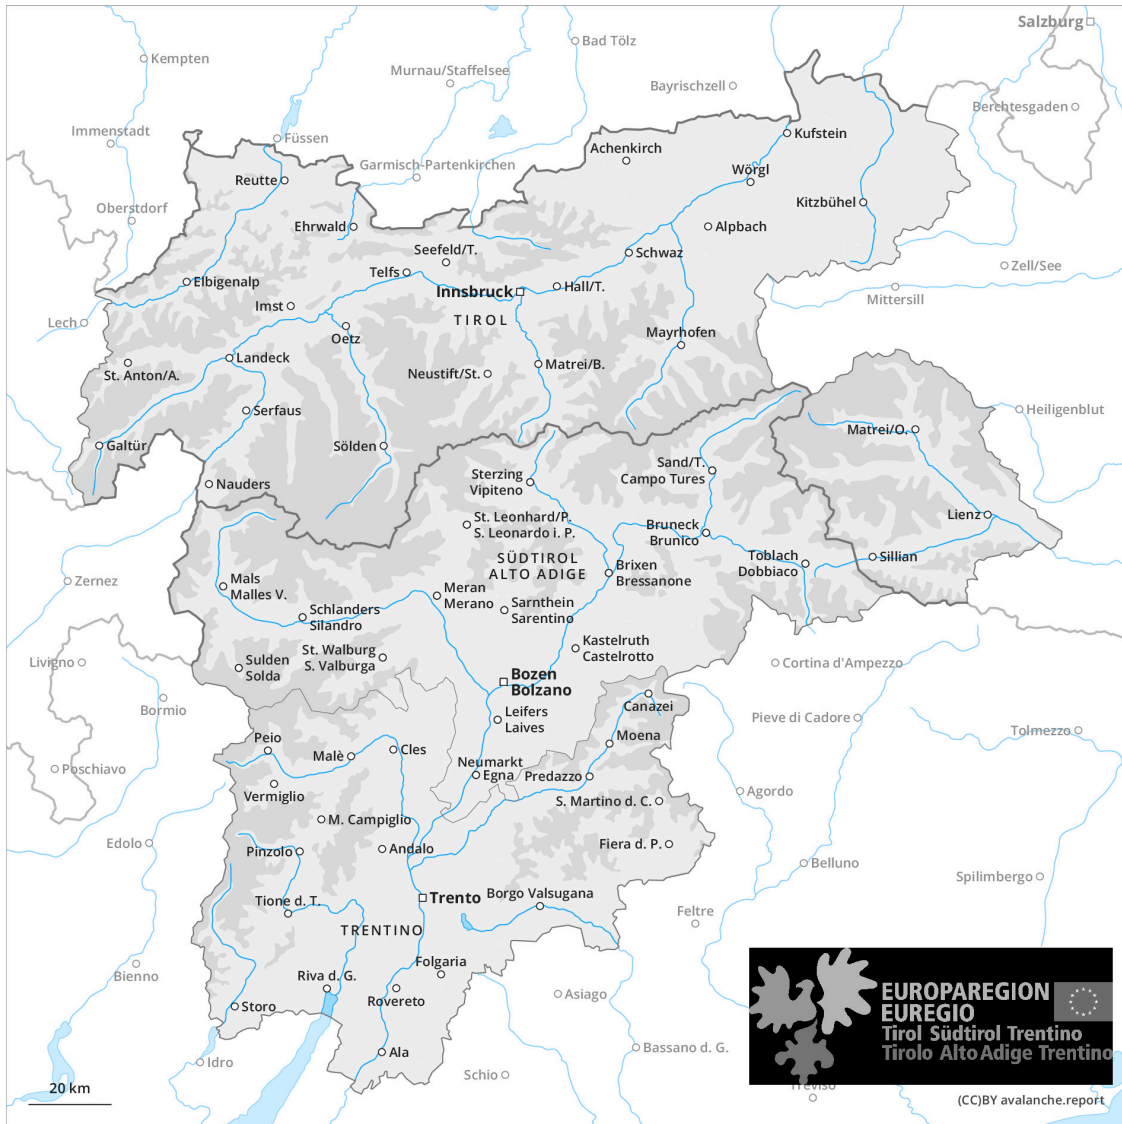 Salzburg
Bad Tölz
Kempten
Murnau/Staffelsee
Bayrischzell
Berchtesgaden
Immenstadt
Füssen
Kufstein
Achenkirch
Garmisch-Partenkirchen
Wörgl
Reutte
Kitzbühel
Oberstdorf
Ehrwald
Alpbach
Seefeld/T.
Schwaz
Telfs
Zell/See
Elbigenalp
Hall/T.
Innsbruck
Mittersill
Imst
TIROL
Lech
Oetz
Mayrhofen
Landeck
Matrei/B.
St. Anton/A.
Neustift/St.
Serfaus
Heiligenblut
Matrei/O.
Galtür
Sölden
Sand/T.
Campo Tures
Sterzing
Vipiteno
Nauders
St. Leonhard/P.
S. Leonardo i. P.
Lienz
Bruneck
Brunico
SÜDTIROL
ALTO ADIGE
Toblach
Dobbiaco
Sillian
Brixen
Bressanone
Zernez
Mals
Malles V.
Meran
Merano
Sarnthein
Sarentino
Schlanders
Silandro
Kastelruth
Castelrotto
St. Walburg
S. Valburga
Livigno
Sulden
Solda
Cortina d'Ampezzo
Bozen
Bolzano
Canazei
Bormio
Leifers
Laives
Pieve di Cadore
Tolmezzo
Moena
Peio
Malè
Cles
Neumarkt
Egna
Predazzo
Poschiavo
Vermiglio
Agordo
S. Martino d. C.
M. Campiglio
Edolo
Pinzolo
Andalo
Fiera d. P.
Belluno
Spilimbergo
Tione d. T.
Trento
Borgo Valsugana
Feltre
TRENTINO
Bienno
Riva d. G.
Folgaria
Asiago
Storo
Rovereto
EUROPAREGION
EUREGIO
Tirol Südtirol Trentino
Tirolo Alto Adige Trentino
Idro
Ala
Bassano d. G.
Schio
Treviso
20 km
(CC)BY avalanche.report